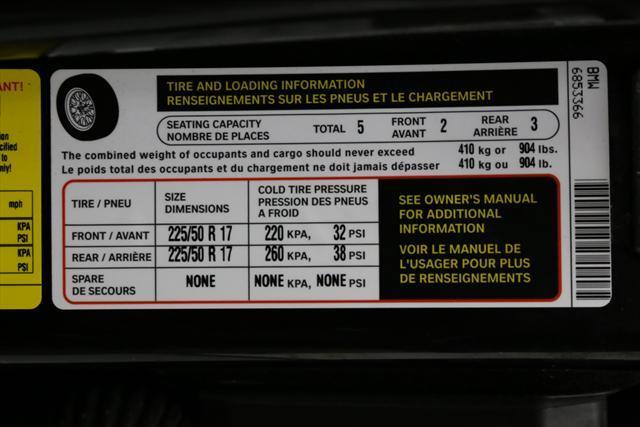 ANT!
TIRE AND LOADING INFORMATION
RENSEIGNEMENTS SUR LES PNEUS ET LE CHARGEMENT
SEATING CAPACITY
NOMBRE DE PLACES
TOTAL 5
FRONT
AVANT 2
REAR
ARRIÈRE 3
The combined weight of occupants and cargo should never exceed 410 kg or 904 lbs.
Le poids total des occupants et du chargement ne doit jamais dépasser 410 kg ou 904 lb.
TIRE / PNEU
SIZE
DIMENSIONS
COLD TIRE PRESSURE
PRESSION DES PNEUS
A FROID
FRONT / AVANT 225/50 R 17 220 KPA, 32 PSI
REAR / ARRIÈRE 225/50 R 17 260 KPA, 38 PSI
SPARE
DE SECOURS
NONE NONE KPA, NONE PSI
SEE OWNER'S MANUAL
FOR ADDITIONAL
INFORMATION
VOIR LE MANUEL DE
L'USAGER POUR PLUS
DE RENSEIGNEMENTS
BMW
6853366
on
cified
to
nly!
mph
KPA
PSI
KPA
PSI